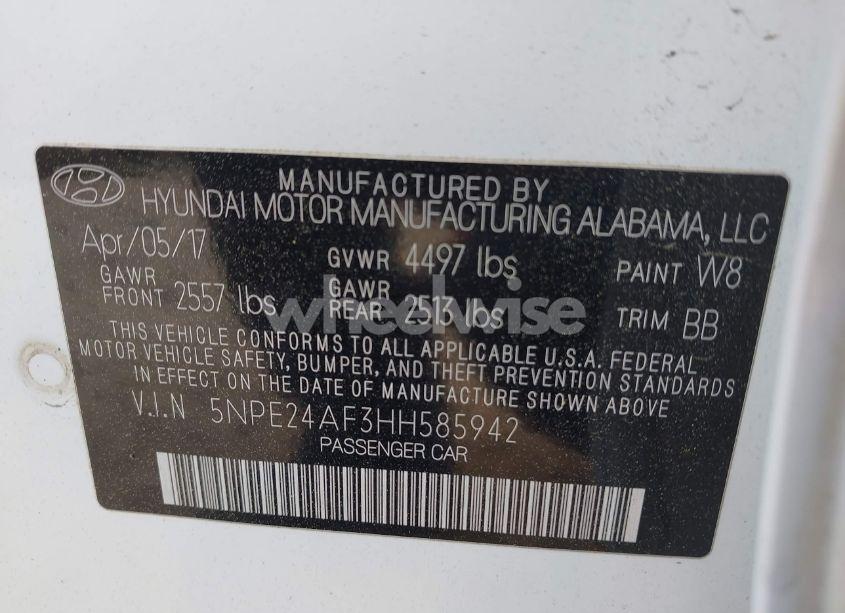 MANUFACTURED BY
HYUNDAI MOTOR MANUFACTURING ALABAMA, LLC
Apr/05/17 GVWR 4497 lbs PAINT W8
GAWR FRONT 2557 lbs GAWR REAR 2513 lbs TRIM BB
wheelwise
THIS VEHICLE CONFORMS TO ALL APPLICABLE U.S.A. FEDERAL
MOTOR VEHICLE SAFETY, BUMPER, AND THEFT PREVENTION STANDARDS
IN EFFECT ON THE DATE OF MANUFACTURE SHOWN ABOVE
V.I.N 5NPE24AF3HH585942
PASSENGER CAR